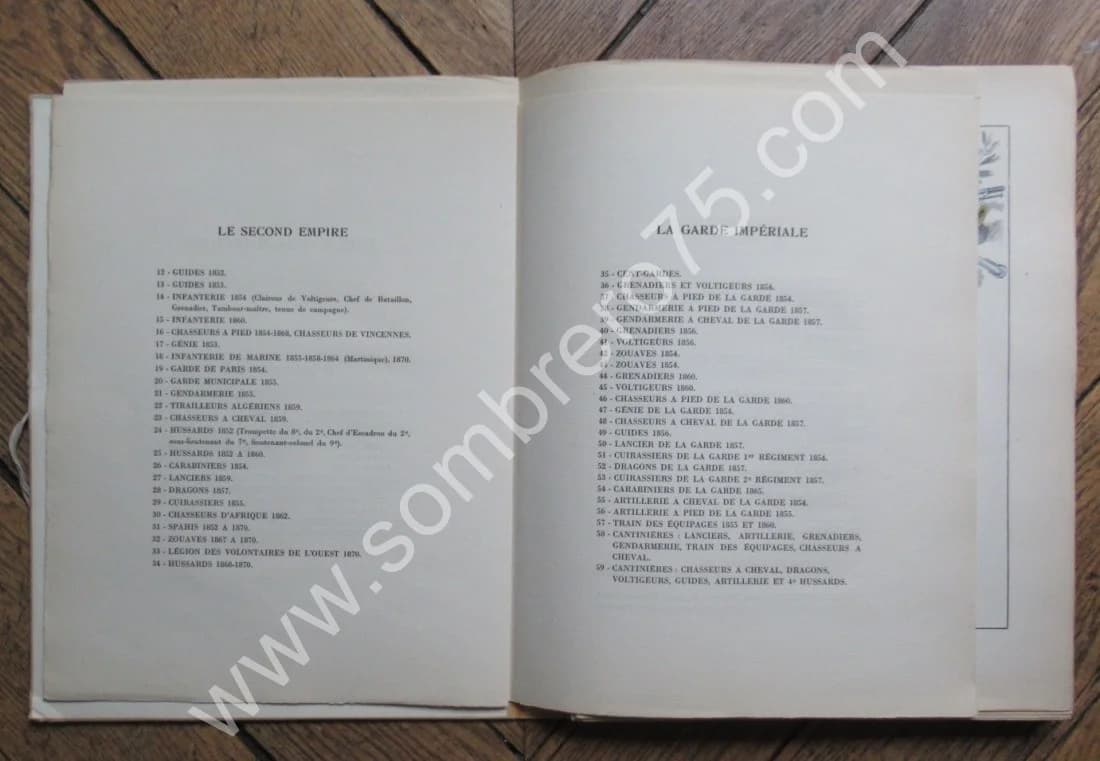 LE SECOND EMPIRE
12 - GUIDES 1852.
13 - GUIDES 1853.
14 - INFANTERIE 1854 (Clairons de Voltigeurs, Chef de Bataillon,
Grenadier, Tambour-maître, tenue de campagne).
15 - INFANTERIE 1860.
16 - CHASSEURS A PIED 1854-1868, CHASSEURS DE VINCENNES.
17 - GÉNIE 1853.
18 - INFANTERIE DE MARINE 1855-1858-1864 (Martinique), 1870.
19 - GARDE DE PARIS 1854.
20 - GARDE MUNICIPALE 1855.
21 - GENDARMERIE 1855.
22 - TIRAILLEURS ALGÉRIENS 1859.
23 - CHASSEURS A CHEVAL 1859.
24 - HUSSARDS 1852 (Trompette du 8e, du 2e, Chef d'Escadron du 2e,
sous-lieutenant du 7e, lieutenant-colonel du 9e).
25 - HUSSARDS 1852 A 1860.
26 - CARABINIERS 1854.
27 - LANCIERS 1859.
28 - DRAGONS 1857.
29 - CUIRASSIERS 1855.
30 - CHASSEURS D'AFRIQUE 1862.
31 - SPAHIS 1852 A 1870.
32 - ZOUAVES 1867 A 1870.
33 - LÉGION DES VOLONTAIRES DE L'OUEST 1870.
34 - HUSSARDS 1860-1870.
LA GARDE IMPÉRIALE
35 - CENT-GARDES.
36 - GRENADIERS ET VOLTIGEURS 1854.
37 - CHASSEURS A PIED DE LA GARDE 1854.
38 - GENDARMERIE A PIED DE LA GARDE 1857.
39 - GENDARMERIE A CHEVAL DE LA GARDE 1857.
40 - GRENADIERS 1856.
41 - VOLTIGEURS 1856.
42 - ZOUAVES 1854.
43 - ZOUAVES 1854.
44 - GRENADIERS 1860.
45 - VOLTIGEURS 1860.
46 - CHASSEURS A PIED DE LA GARDE 1860.
47 - GÉNIE DE LA GARDE 1854.
48 - CHASSEURS A CHEVAL DE LA GARDE 1857.
49 - GUIDES 1856.
50 - LANCIER DE LA GARDE 1857.
51 - CUIRASSIERS DE LA GARDE 1er RÉGIMENT 1854.
52 - DRAGONS DE LA GARDE 1857.
53 - CUIRASSIERS DE LA GARDE 2e RÉGIMENT 1857.
54 - CARABINIERS DE LA GARDE 1865.
55 - ARTILLERIE A CHEVAL DE LA GARDE 1854.
56 - ARTILLERIE A PIED DE LA GARDE 1855.
57 - TRAIN DES ÉQUIPAGES 1855 ET 1860.
58 - CANTINIÈRES : LANCIERS, ARTILLERIE, GRENADIERS,
GENDARMERIE, TRAIN DES ÉQUIPAGES, CHASSEURS A
CHEVAL.
59 - CANTINIÈRES : CHASSEURS A CHEVAL, DRAGONS,
VOLTIGEURS, GUIDES, ARTILLERIE ET 4e HUSSARDS.
www.sombrero75.com